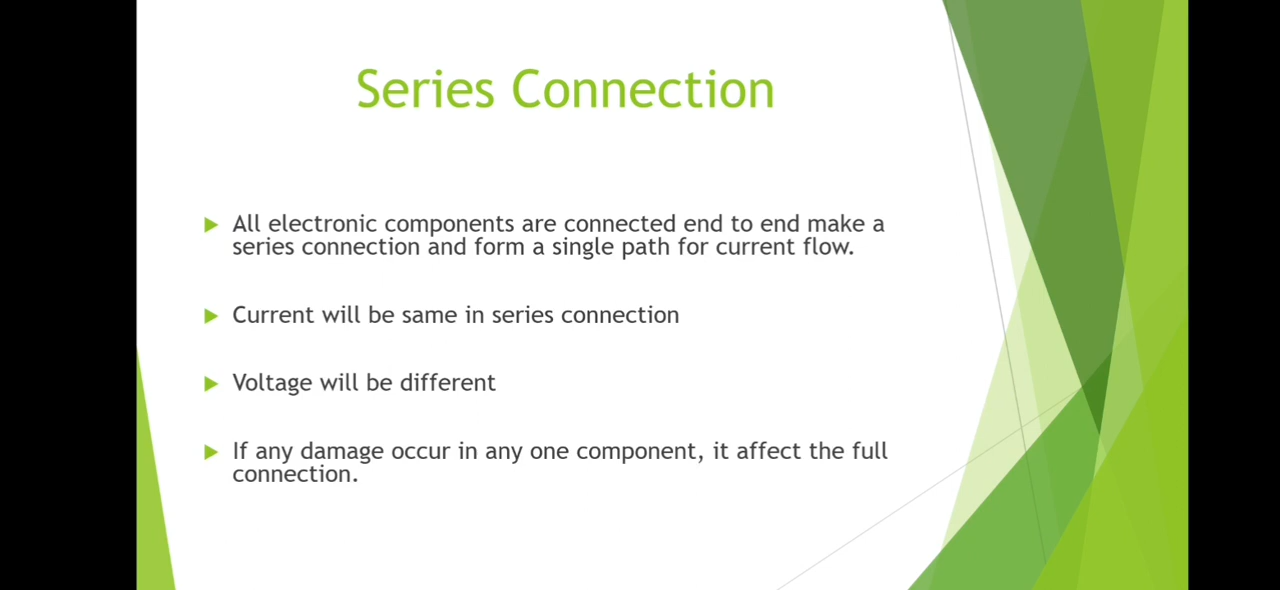 Series Connection
All electronic components are connected end to end make a
series connection and form a single path for current flow.
Current will be same in series connection
Voltage will be different
If any damage occur in any one component, it affect the full
connection.